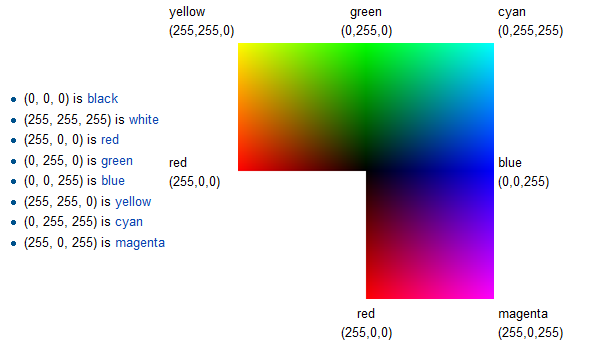 (0, 0, 0) is black
(255, 255, 255) is white
(255, 0, 0) is red
(0, 255, 0) is green
(0, 0, 255) is blue
(255, 255, 0) is yellow
(0, 255, 255) is cyan
(255, 0, 255) is magenta
yellow
(255,255,0)
green
(0,255,0)
cyan
(0,255,255)
red
(255,0,0)
blue
(0,0,255)
red
(255,0,0)
magenta
(255,0,255)